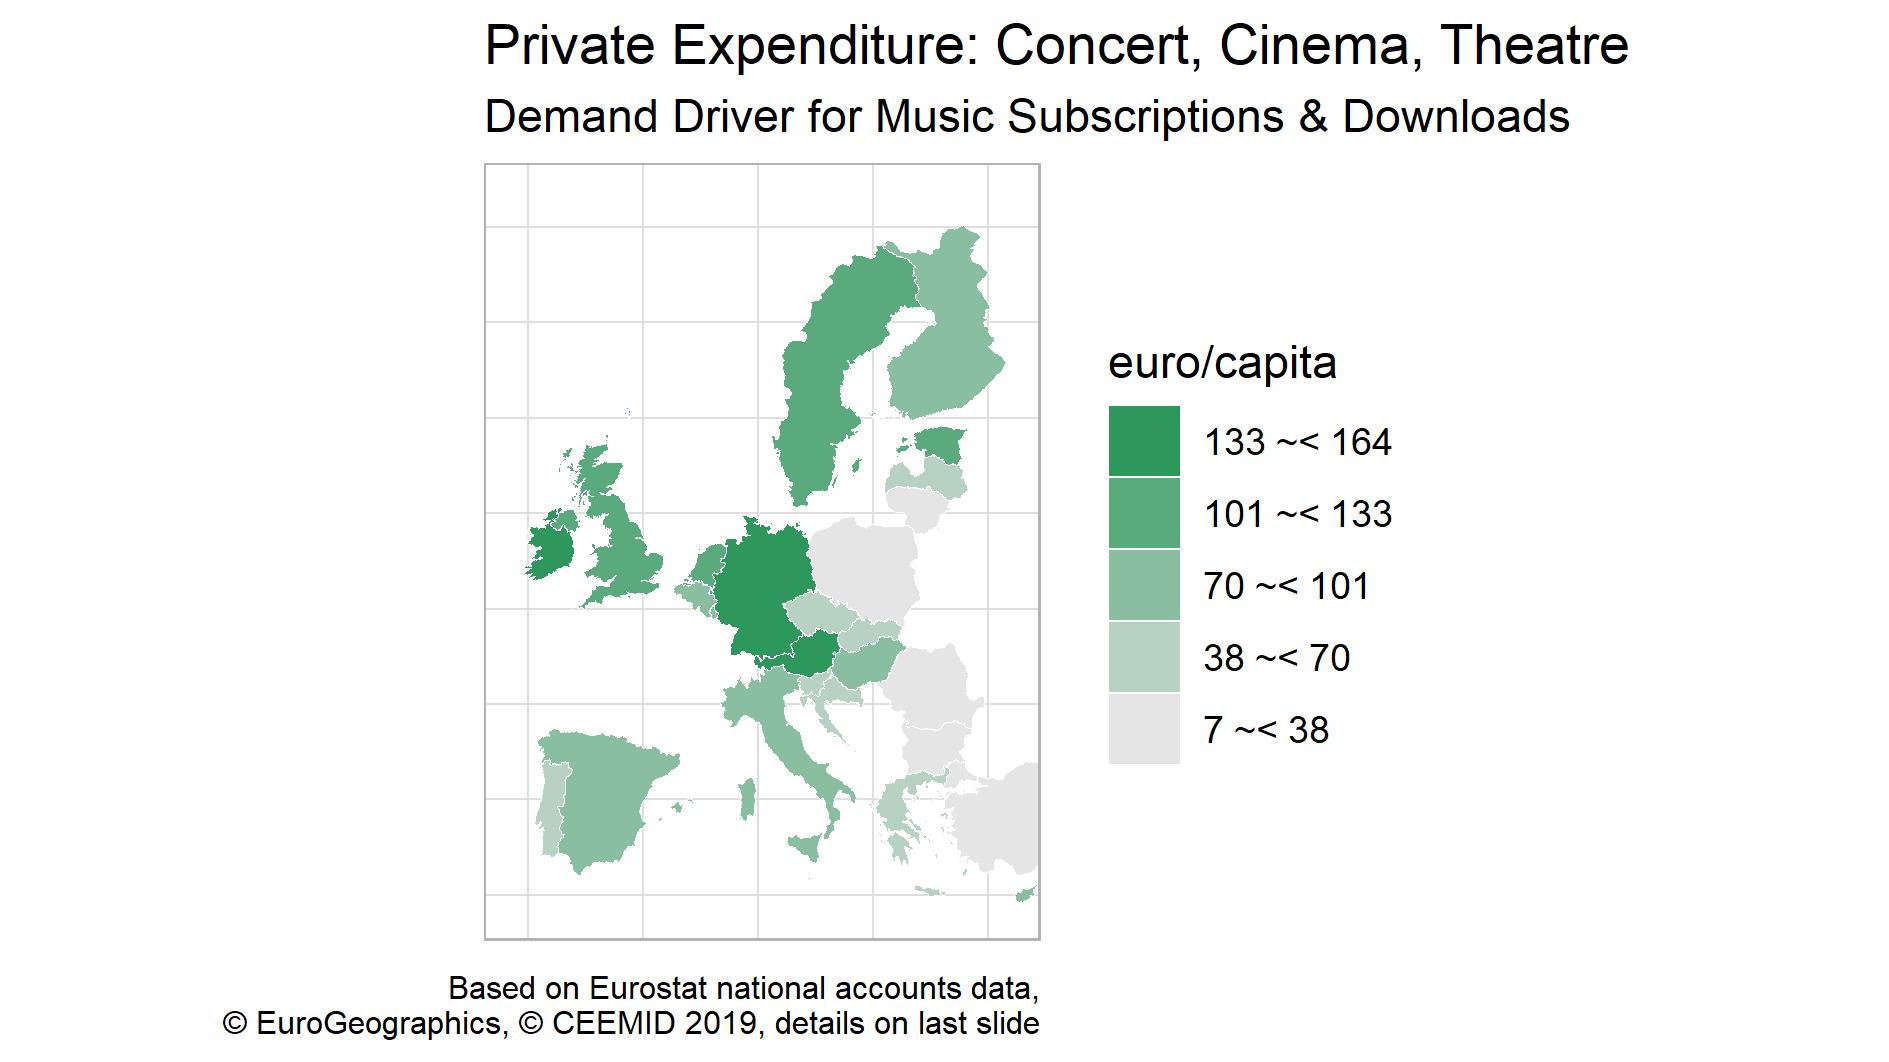 Private Expenditure: Concert, Cinema, Theatre
Demand Driver for Music Subscriptions & Downloads
euro/capita
133 ~< 164
101 ~< 133
70 ~< 101
38 ~< 70
7 ~< 38
Based on Eurostat national accounts data,
© EuroGeographics, © CEEMID 2019, details on last slide